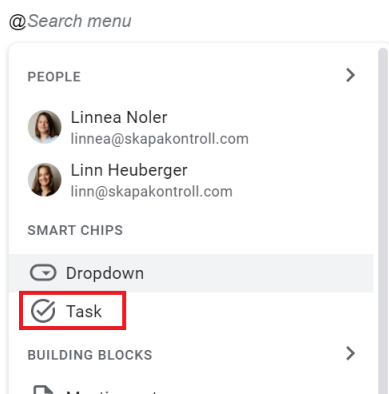 @Search menu
PEOPLE
Linnea Noler
linnea@skapakontroll.com
Linn Heuberger
linn@skapakontroll.com
SMART CHIPS
Dropdown
Task
BUILDING BLOCKS